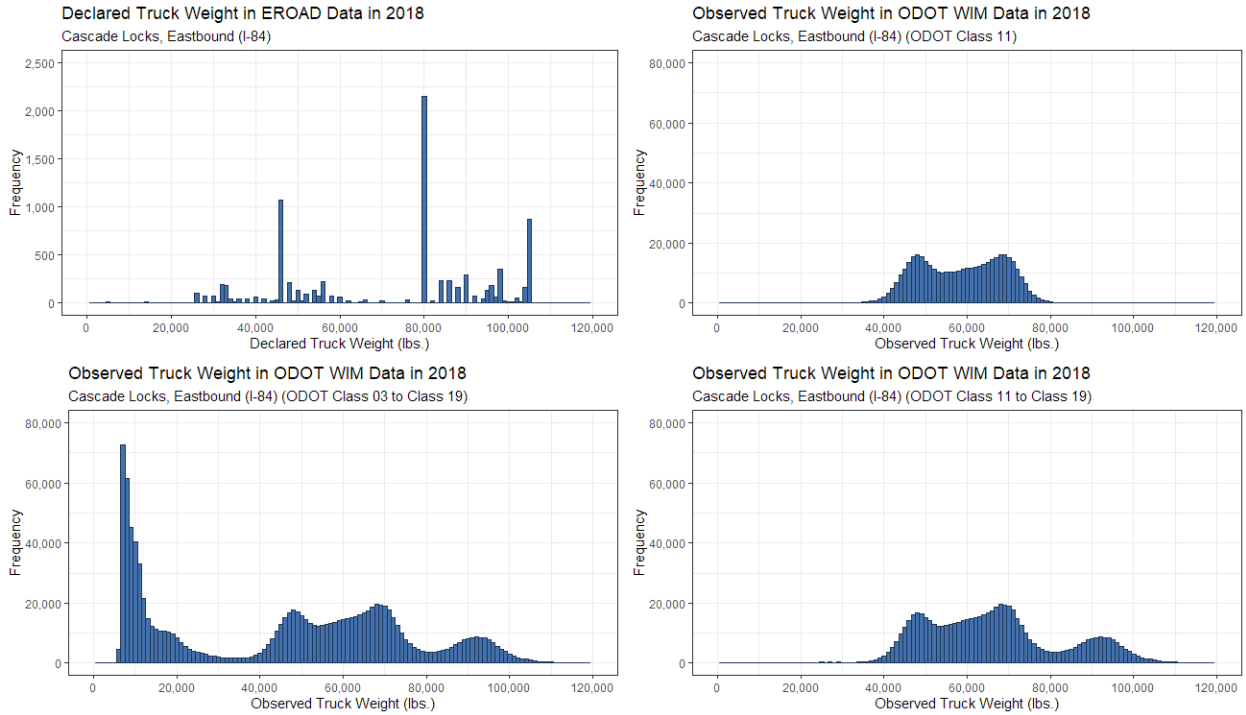 Declared Truck Weight in EROAD Data in 2018
Cascade Locks, Eastbound (I-84)
2,500
2,000
1,500
1,000
500
0
Frequency
0 20,000 40,000 60,000 80,000 100,000 120,000
Declared Truck Weight (lbs.)
Observed Truck Weight in ODOT WIM Data in 2018
Cascade Locks, Eastbound (I-84) (ODOT Class 11)
80,000
60,000
40,000
20,000
0
Frequency
0 20,000 40,000 60,000 80,000 100,000 120,000
Observed Truck Weight (lbs.)
Observed Truck Weight in ODOT WIM Data in 2018
Cascade Locks, Eastbound (I-84) (ODOT Class 03 to Class 19)
80,000
60,000
40,000
20,000
0
Frequency
0 20,000 40,000 60,000 80,000 100,000 120,000
Observed Truck Weight (lbs.)
Observed Truck Weight in ODOT WIM Data in 2018
Cascade Locks, Eastbound (I-84) (ODOT Class 11 to Class 19)
80,000
60,000
40,000
20,000
0
Frequency
0 20,000 40,000 60,000 80,000 100,000 120,000
Observed Truck Weight (lbs.)